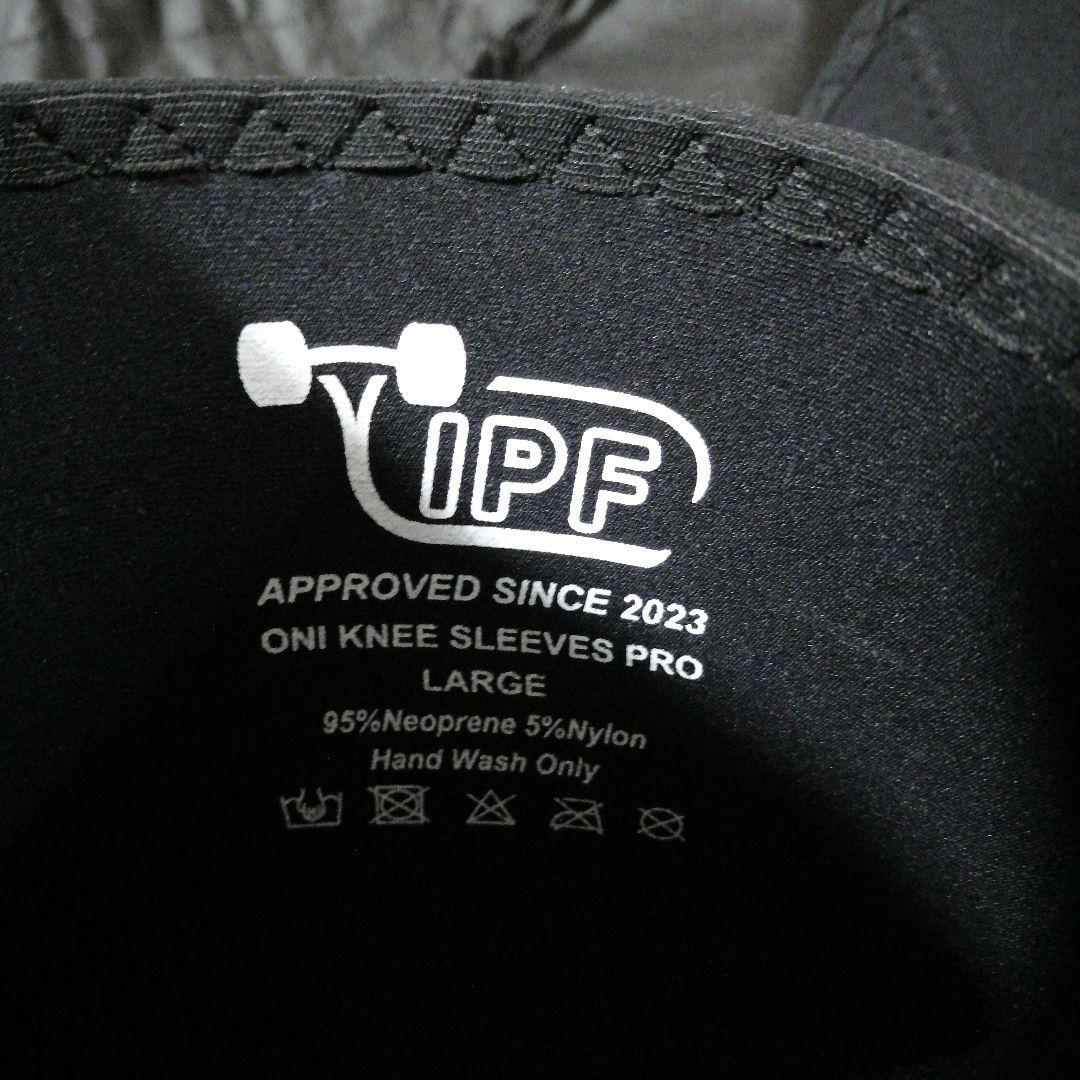 IPF
APPROVED SINCE 2023
ONI KNEE SLEEVES PRO
LARGE
95%Neoprene 5%Nylon
Hand Wash Only